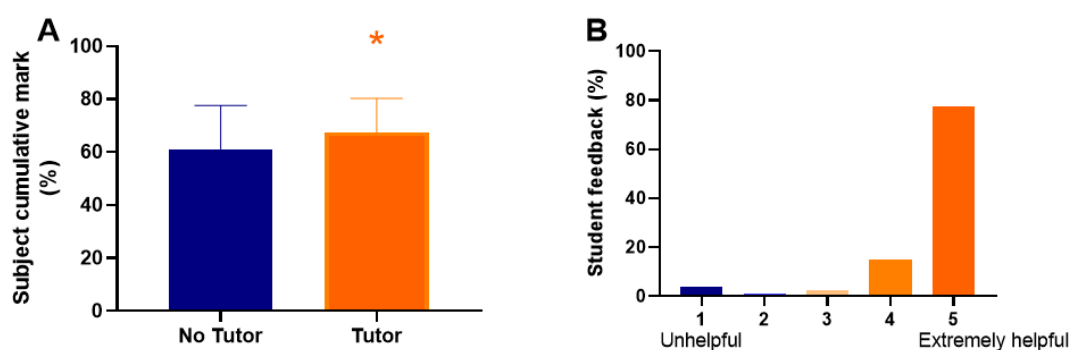 A
Subject cumulative mark
(%)
100
80
60
40
20
0
*
No Tutor
Tutor
B
Student feedback (%)
100
80
60
40
20
0
1
2
3
4
5
Unhelpful
Extremely helpful